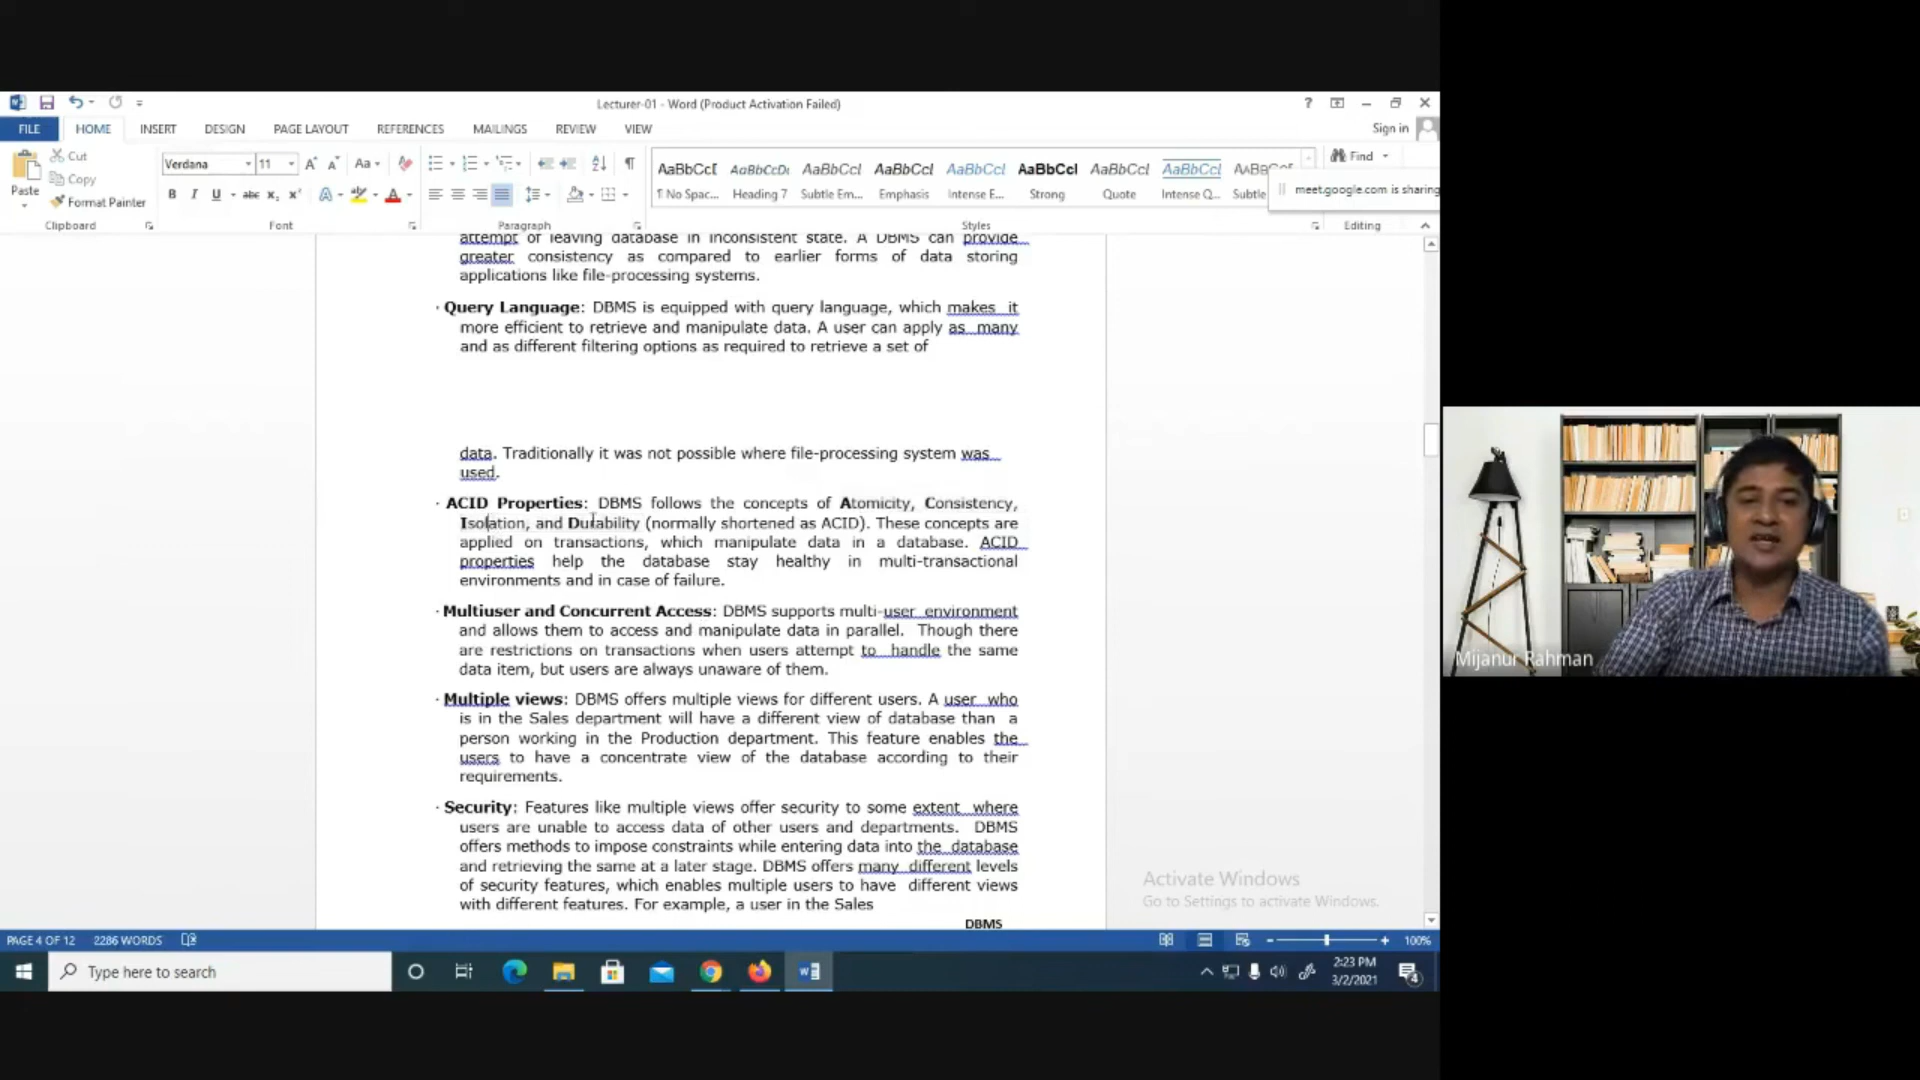 Lecturer-01 - Word (Product Activation Failed)
FILE HOME INSERT DESIGN PAGE LAYOUT REFERENCES MAILINGS REVIEW VIEW Sign in
Paste Cut Copy Format Painter
Clipboard
Verdana 11
Font
Paragraph
AaBbCcI AaBbCcDı AaBbCcl AaBbCcl AaBbCcl AaBbCcl AaBbCcl AaBbCcl
¶ No Spac... Heading 7 Subtle Em... Emphasis Intense E... Strong Quote Intense Q... Subtle
Styles
Find
Editing
meet.google.com is sharing
attempt of leaving database in inconsistent state. A DBMS can provide
greater consistency as compared to earlier forms of data storing
applications like file-processing systems.
· Query Language: DBMS is equipped with query language, which makes it
more efficient to retrieve and manipulate data. A user can apply as many
and as different filtering options as required to retrieve a set of
data. Traditionally it was not possible where file-processing system was
used.
· ACID Properties: DBMS follows the concepts of Atomicity, Consistency,
Isolation, and Durability (normally shortened as ACID). These concepts are
applied on transactions, which manipulate data in a database. ACID
properties help the database stay healthy in multi-transactional
environments and in case of failure.
· Multiuser and Concurrent Access: DBMS supports multi-user environment
and allows them to access and manipulate data in parallel. Though there
are restrictions on transactions when users attempt to handle the same
data item, but users are always unaware of them.
· Multiple views: DBMS offers multiple views for different users. A user who
is in the Sales department will have a different view of database than a
person working in the Production department. This feature enables the
users to have a concentrate view of the database according to their
requirements.
· Security: Features like multiple views offer security to some extent where
users are unable to access data of other users and departments. DBMS
offers methods to impose constraints while entering data into the database
and retrieving the same at a later stage. DBMS offers many different levels
of security features, which enables multiple users to have different views
with different features. For example, a user in the Sales
DBMS
Activate Windows
Go to Settings to activate Windows.
PAGE 4 OF 12 2286 WORDS 100%
Type here to search
2:23 PM
3/2/2021
4
Mijanur Rahman